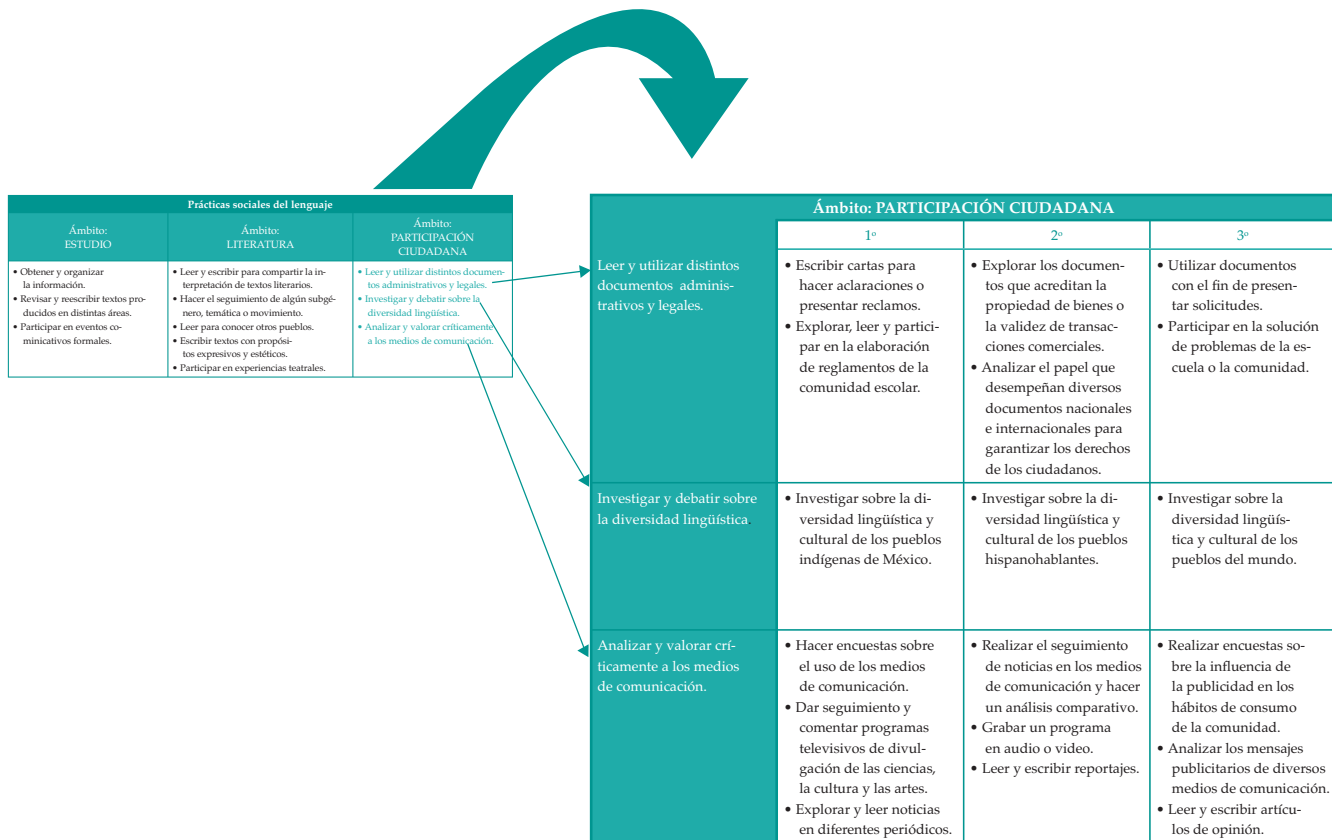 Prácticas sociales del lenguaje
Ámbito:
ESTUDIO
Ámbito:
LITERATURA
Ámbito:
PARTICIPACIÓN
CIUDADANA
• Obtener y organizar
la información.
• Revisar y reescribir textos pro-
ducidos en distintas áreas.
• Participar en eventos co-
minicativos formales.
• Leer y escribir para compartir la in-
terpretación de textos literarios.
• Hacer el seguimiento de algún subgé-
nero, temática o movimiento.
• Leer para conocer otros pueblos.
• Escribir textos con propósi-
tos expresivos y estéticos.
• Participar en experiencias teatrales.
• Leer y utilizar distintos documen-
tos administrativos y legales.
• Investigar y debatir sobre la
diversidad lingüística.
• Analizar y valorar críticamente
a los medios de comunicación.
Ámbito: PARTICIPACIÓN CIUDADANA
1º
2º
3º
Leer y utilizar distintos
documentos adminis-
trativos y legales.
• Escribir cartas para
hacer aclaraciones o
presentar reclamos.
• Explorar, leer y partici-
par en la elaboración
de reglamentos de la
comunidad escolar.
• Explorar los documen-
tos que acreditan la
propiedad de bienes o
la validez de transac-
ciones comerciales.
• Analizar el papel que
desempeñan diversos
documentos nacionales
e internacionales para
garantizar los derechos
de los ciudadanos.
• Utilizar documentos
con el fin de presen-
tar solicitudes.
• Participar en la solución
de problemas de la es-
cuela o la comunidad.
Investigar y debatir sobre
la diversidad lingüística.
• Investigar sobre la di-
versidad lingüística y
cultural de los pueblos
indígenas de México.
• Investigar sobre la di-
versidad lingüística y
cultural de los pueblos
hispanohablantes.
• Investigar sobre la
diversidad lingüís-
tica y cultural de los
pueblos del mundo.
Analizar y valorar crí-
ticamente a los medios
de comunicación.
• Hacer encuestas sobre
el uso de los medios
de comunicación.
• Dar seguimiento y
comentar programas
televisivos de divul-
gación de las ciencias,
la cultura y las artes.
• Explorar y leer noticias
en diferentes periódicos.
• Realizar el seguimiento
de noticias en los medios
de comunicación y hacer
un análisis comparativo.
• Grabar un programa
en audio o video.
• Leer y escribir reportajes.
• Realizar encuestas so-
bre la influencia de
la publicidad en los
hábitos de consumo
de la comunidad.
• Analizar los mensajes
publicitarios de diversos
medios de comunicación.
• Leer y escribir artícu-
los de opinión.